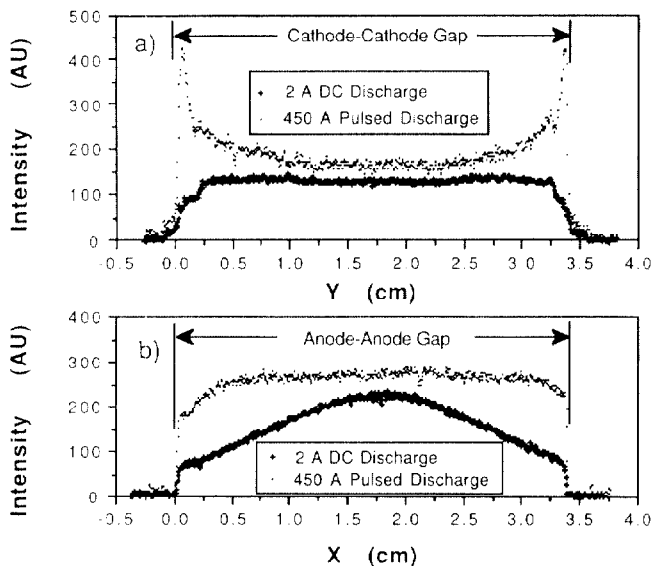 500
a)
Cathode-Cathode Gap
400
2 A DC Discharge
300
450 A Pulsed Discharge
200
100
0
Intensity (AU)
-0.5 0.0 0.5 1.0 1.5 2.0 2.5 3.0 3.5 4.0
Y (cm)
400
b)
Anode-Anode Gap
300
200
100
2 A DC Discharge
450 A Pulsed Discharge
0
Intensity (AU)
-0.5 0.0 0.5 1.0 1.5 2.0 2.5 3.0 3.5 4.0
X (cm)